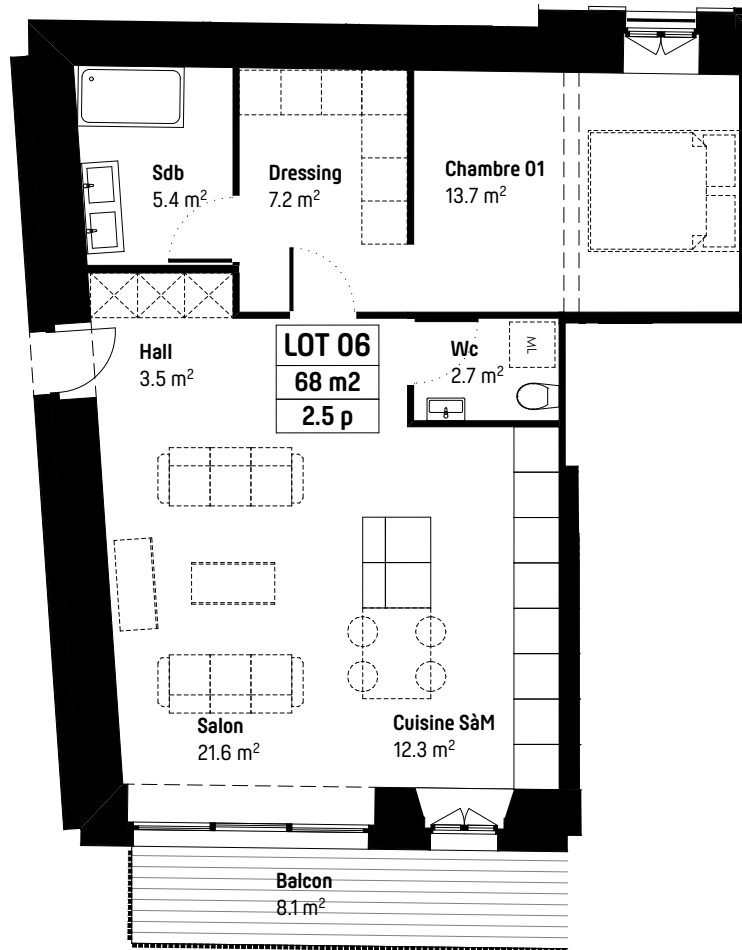 Sdb
5.4 m²
Dressing
7.2 m²
Chambre 01
13.7 m²
Hall
3.5 m²
LOT 06
68 m2
2.5 p
Wc
2.7 m²
ML
Salon
21.6 m²
Cuisine SàM
12.3 m²
Balcon
8.1 m²